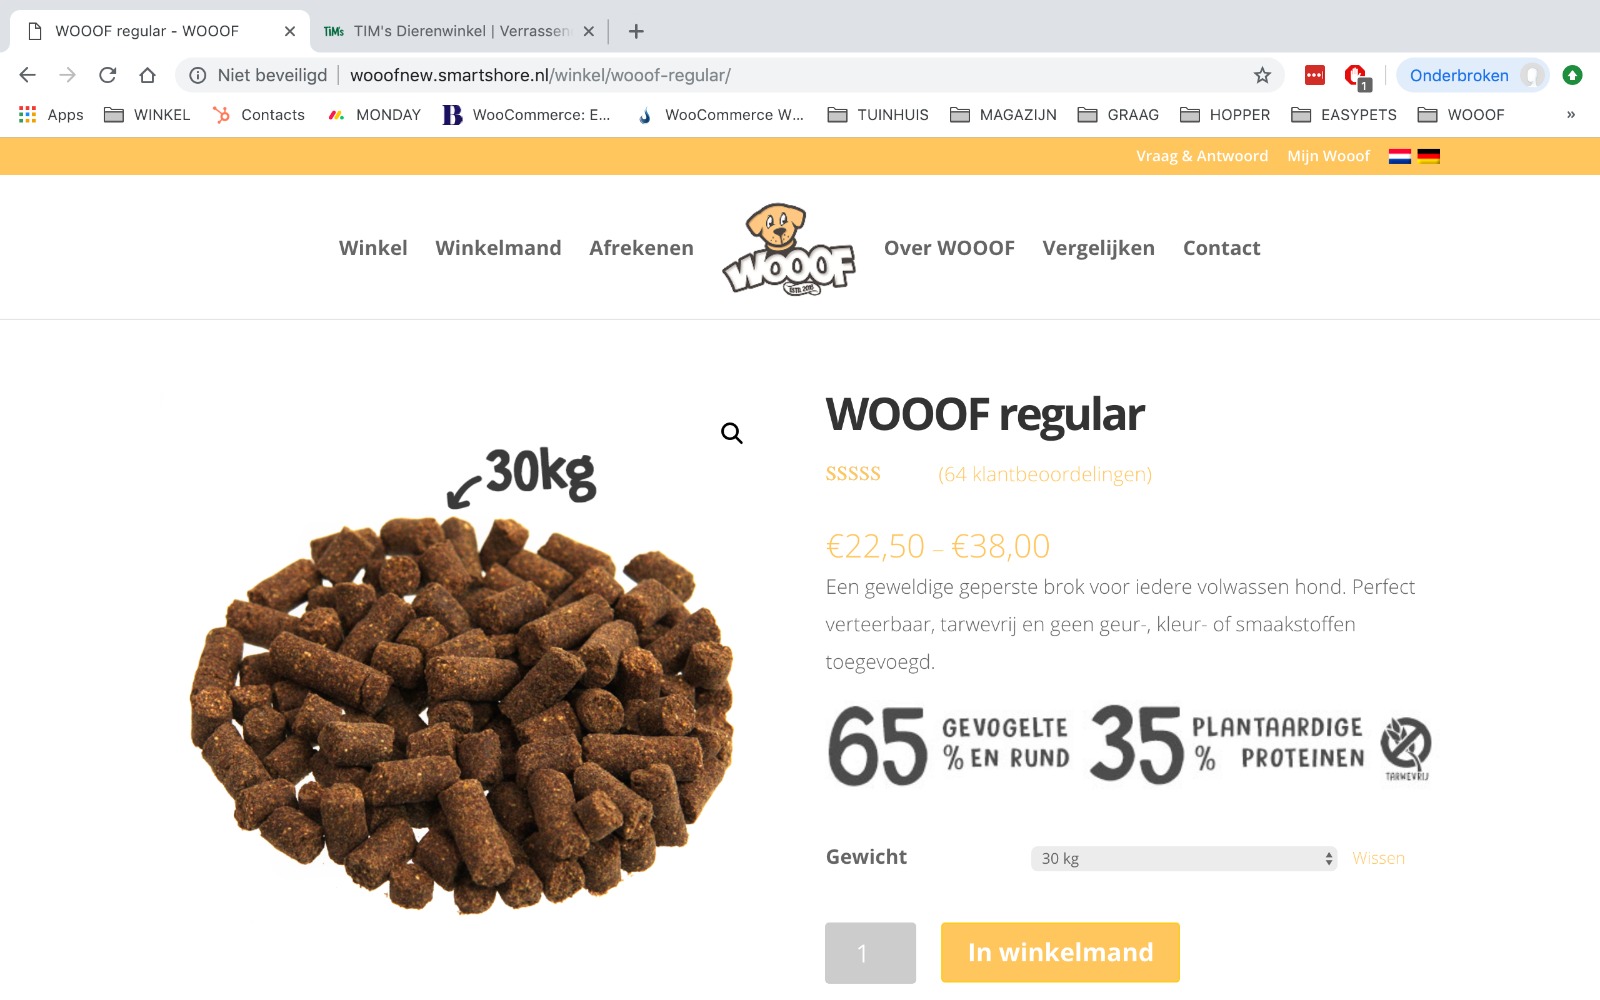 WOOOF regular - WOOOF
TiMs TIM's Dierenwinkel | Verrassen
Niet beveiligd
wooofnew.smartshore.nl/winkel/wooof-regular/
1
Onderbroken
Apps WINKEL Contacts MONDAY B WooCommerce: E... WooCommerce W... TUINHUIS MAGAZIJN GRAAG HOPPER EASYPETS WOOOF »
Vraag & Antwoord Mijn Wooof
Winkel Winkelmand Afrekenen
WOOOF
ESTD. 2010
Over WOOOF Vergelijken Contact
30kg
WOOOF regular
SSSSS (64 klantbeoordelingen)
€22,50 – €38,00
Een geweldige geperste brok voor iedere volwassen hond. Perfect
verteerbaar, tarwevrij en geen geur-, kleur- of smaakstoffen
toegevoegd.
65 % GEVOGELTE
EN RUND
35 % PLANTAARDIGE
PROTEINEN
TARWEVRIJ
Gewicht 30 kg Wissen
1 In winkelmand